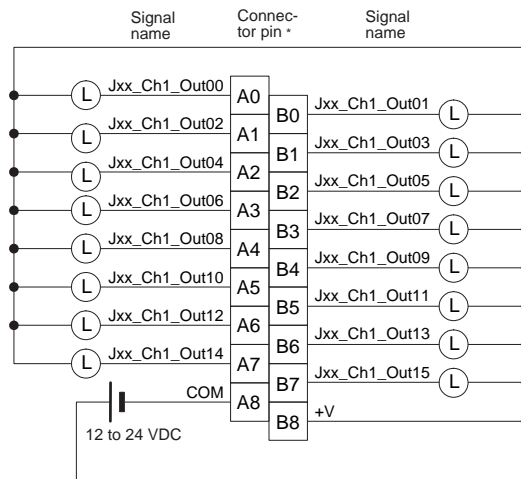 Signal name
Connec-tor pin *
Signal name
L Jxx_Ch1_Out00 A0
B0 Jxx_Ch1_Out01 L
L Jxx_Ch1_Out02 A1
B1 Jxx_Ch1_Out03 L
L Jxx_Ch1_Out04 A2
B2 Jxx_Ch1_Out05 L
L Jxx_Ch1_Out06 A3
B3 Jxx_Ch1_Out07 L
L Jxx_Ch1_Out08 A4
B4 Jxx_Ch1_Out09 L
L Jxx_Ch1_Out10 A5
B5 Jxx_Ch1_Out11 L
L Jxx_Ch1_Out12 A6
B6 Jxx_Ch1_Out13 L
L Jxx_Ch1_Out14 A7
B7 Jxx_Ch1_Out15 L
COM A8
B8 +V
12 to 24 VDC